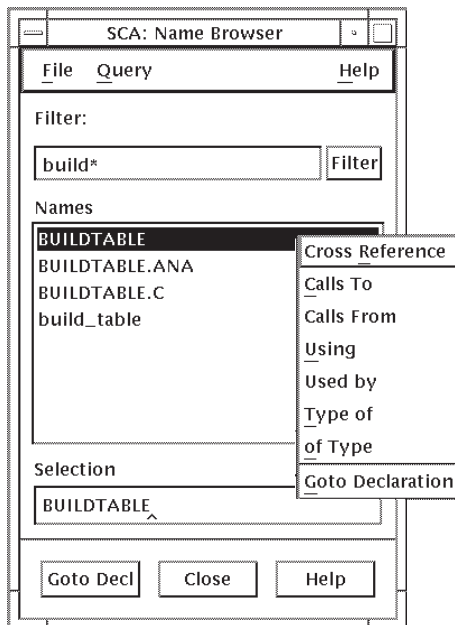 SCA: Name Browser
File Query Help
Filter:
build* Filter
Names
BUILDTABLE
BUILDTABLE.ANA
BUILDTABLE.C
build_table
Cross Reference
Calls To
Calls From
Using
Used by
Type of
of Type
Goto Declaration
Selection
BUILDTABLE
Goto Decl Close Help